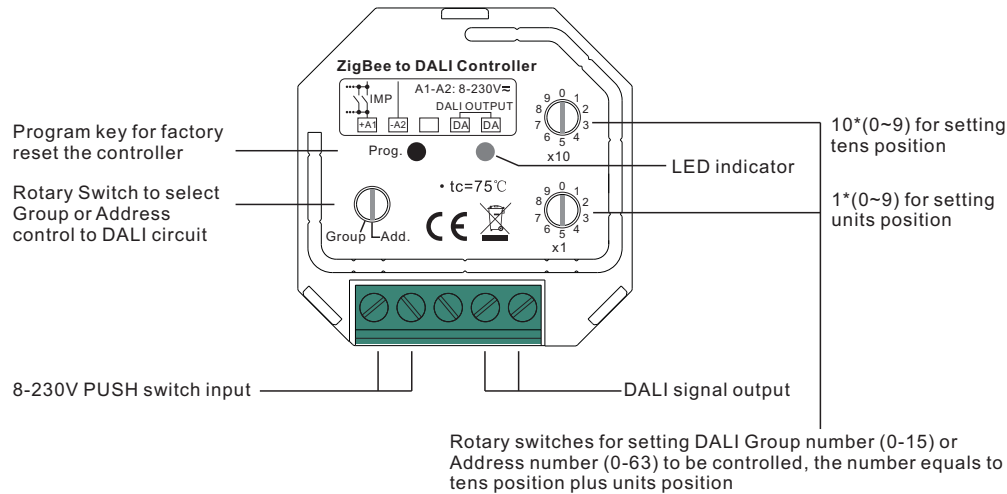 ZigBee to DALI Controller
IMP
A1-A2: 8-230V⎓
DALI OUTPUT
+A1 -A2 DA DA
Prog.
• tc=75℃
CE
Group Add.
9 0 1
8 2
7 3
6 5 4
x10
9 0 1
8 2
7 3
6 5 4
x1
Program key for factory
reset the controller
Rotary Switch to select
Group or Address
control to DALI circuit
LED indicator
10*(0~9) for setting
tens position
1*(0~9) for setting
units position
8-230V PUSH switch input
DALI signal output
Rotary switches for setting DALI Group number (0-15) or
Address number (0-63) to be controlled, the number equals to
tens position plus units position